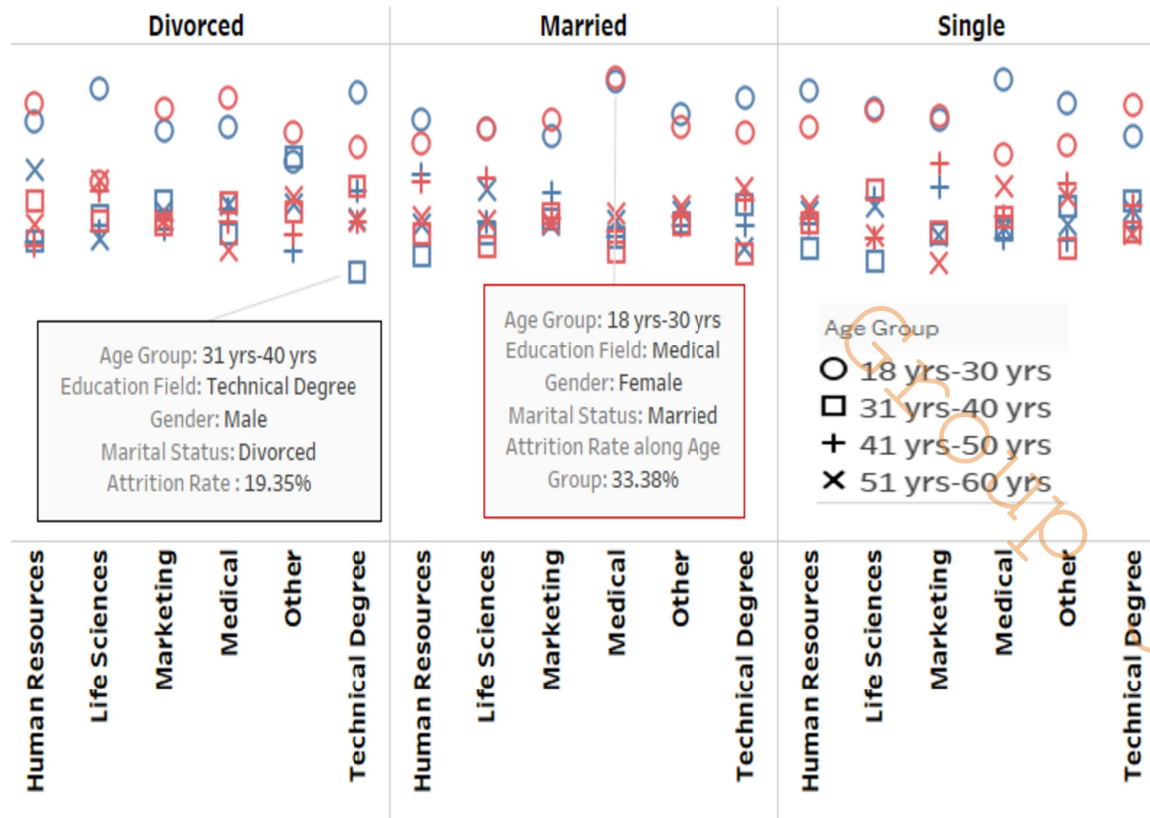 Divorced
Married
Single
Age Group: 31 yrs-40 yrs
Education Field: Technical Degree
Gender: Male
Marital Status: Divorced
Attrition Rate : 19.35%
Age Group: 18 yrs-30 yrs
Education Field: Medical
Gender: Female
Marital Status: Married
Attrition Rate along Age
Group: 33.38%
Age Group
18 yrs-30 yrs
31 yrs-40 yrs
41 yrs-50 yrs
51 yrs-60 yrs
Group
Human Resources
Life Sciences
Marketing
Medical
Other
Technical Degree
Human Resources
Life Sciences
Marketing
Medical
Other
Technical Degree
Human Resources
Life Sciences
Marketing
Medical
Other
Technical Degree